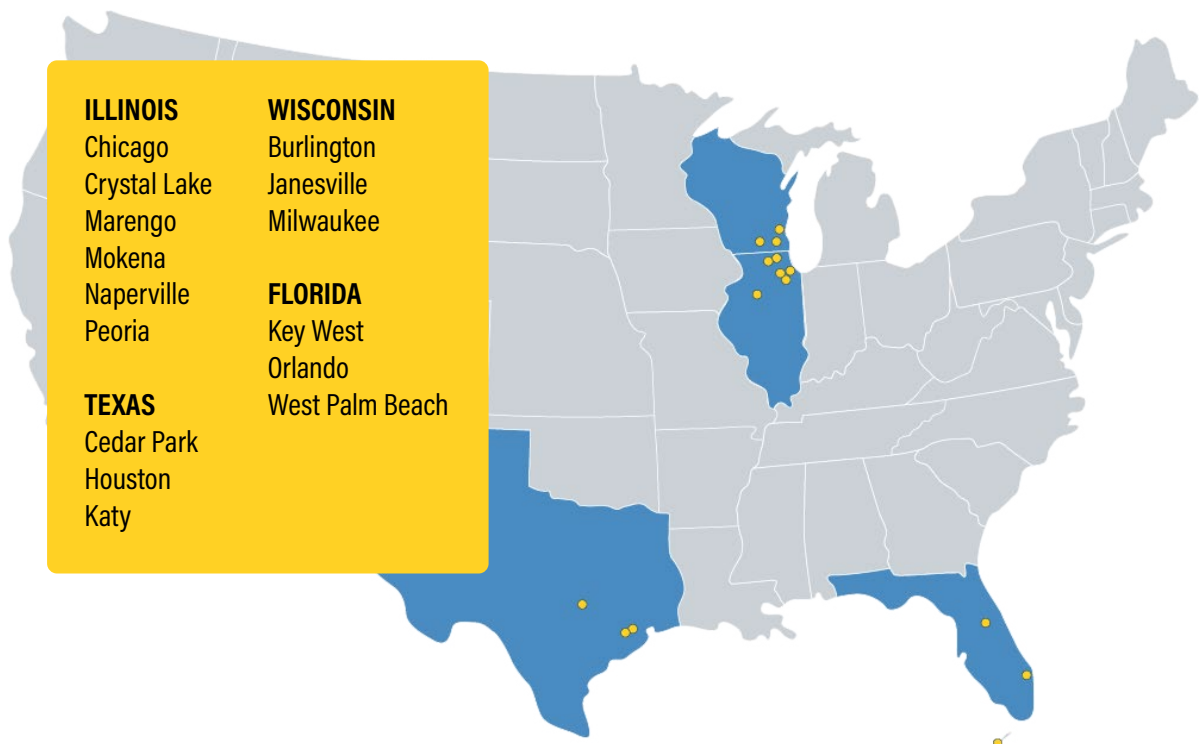 ILLINOIS
Chicago
Crystal Lake
Marengo
Mokena
Naperville
Peoria
TEXAS
Cedar Park
Houston
Katy
WISCONSIN
Burlington
Janesville
Milwaukee
FLORIDA
Key West
Orlando
West Palm Beach